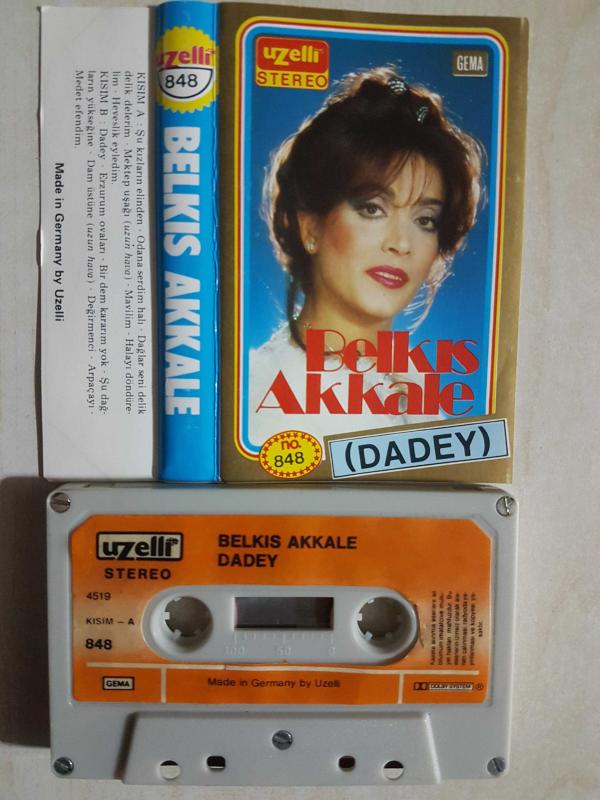 KISIM A : Şu kızların elinden · Odana serdim halı · Dağlar seni delik
delik delerim · Mektep uşağı (uzun hava) · Mavilim · Halayı döndüre-
lim · Heveslik eyledim.
KISIM B : Dadey · Erzurum ovaları · Bir dem kararım yok · Şu dağ-
ların yükseğine · Dam üstüne (uzun hava) · Değirmenci · Arpaçayı ·
Medet efendim.
Made in Germany by Uzelli
uzelli
848
BELKIS AKKALE
uzelli
STEREO
GEMA
Belkıs
Akkale
no.
848
(DADEY)
uzelli
STEREO
BELKIS AKKALE
DADEY
4519
KISIM – A
848
100 50 0
GEMA
Made in Germany by Uzelli
DOLBY SYSTEM